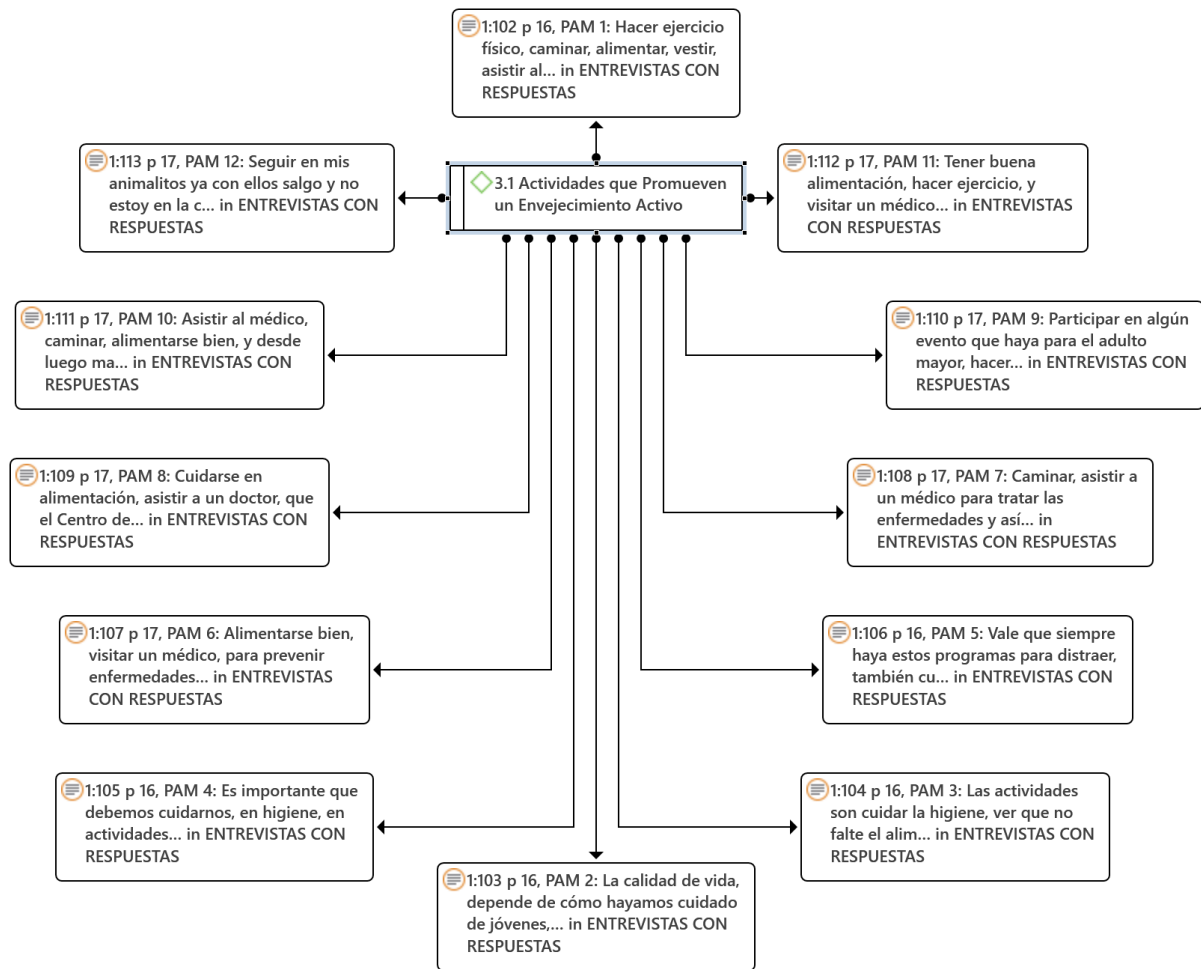 1:102 p 16, PAM 1: Hacer ejercicio
físico, caminar, alimentar, vestir,
asistir al... in ENTREVISTAS CON
RESPUESTAS
1:113 p 17, PAM 12: Seguir en mis
animalitos ya con ellos salgo y no
estoy en la c... in ENTREVISTAS CON
RESPUESTAS
3.1 Actividades que Promueven
un Envejecimiento Activo
1:112 p 17, PAM 11: Tener buena
alimentación, hacer ejercicio, y
visitar un médico... in ENTREVISTAS
CON RESPUESTAS
1:111 p 17, PAM 10: Asistir al médico,
caminar, alimentarse bien, y desde
luego ma... in ENTREVISTAS CON
RESPUESTAS
1:110 p 17, PAM 9: Participar en algún
evento que haya para el adulto
mayor, hacer... in ENTREVISTAS CON
RESPUESTAS
1:109 p 17, PAM 8: Cuidarse en
alimentación, asistir a un doctor, que
el Centro de... in ENTREVISTAS CON
RESPUESTAS
1:108 p 17, PAM 7: Caminar, asistir a
un médico para tratar las
enfermedades y así... in
ENTREVISTAS CON RESPUESTAS
1:107 p 17, PAM 6: Alimentarse bien,
visitar un médico, para prevenir
enfermedades... in ENTREVISTAS
CON RESPUESTAS
1:106 p 16, PAM 5: Vale que siempre
haya estos programas para distraer,
también cu... in ENTREVISTAS CON
RESPUESTAS
1:105 p 16, PAM 4: Es importante que
debemos cuidarnos, en higiene, en
actividades... in ENTREVISTAS CON
RESPUESTAS
1:104 p 16, PAM 3: Las actividades
son cuidar la higiene, ver que no
falte el alim... in ENTREVISTAS CON
RESPUESTAS
1:103 p 16, PAM 2: La calidad de vida,
depende de cómo hayamos cuidado
de jóvenes,... in ENTREVISTAS CON
RESPUESTAS